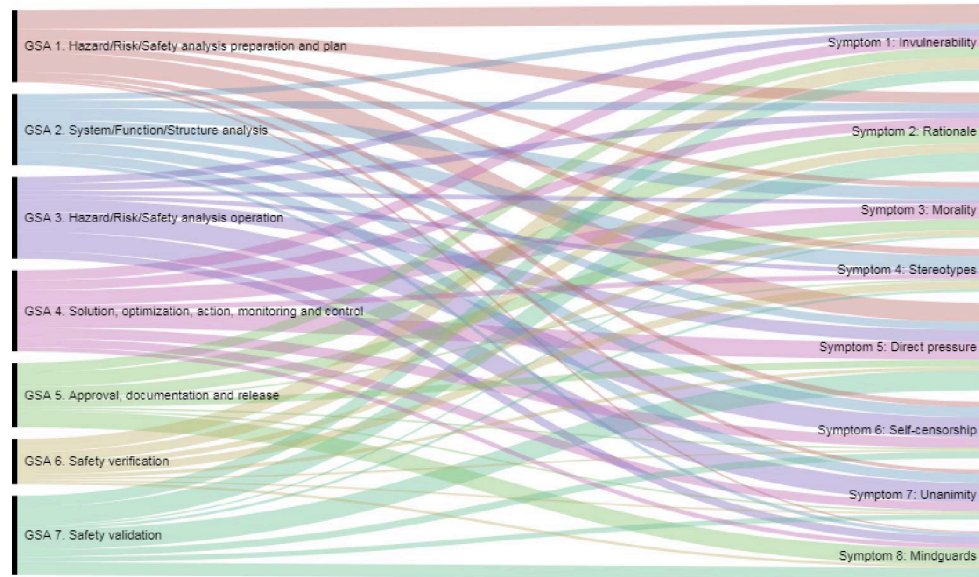 GSA 1. Hazard/Risk/Safety analysis preparation and plan
GSA 2. System/Function/Structure analysis
GSA 3. Hazard/Risk/Safety analysis operation
GSA 4. Solution, optimization, action, monitoring and control
GSA 5. Approval, documentation and release
GSA 6. Safety verification
GSA 7. Safety validation
Symptom 1: Invulnerability
Symptom 2: Rationale
Symptom 3: Morality
Symptom 4: Stereotypes
Symptom 5: Direct pressure
Symptom 6: Self-censorship
Symptom 7: Unanimity
Symptom 8: Mindguards